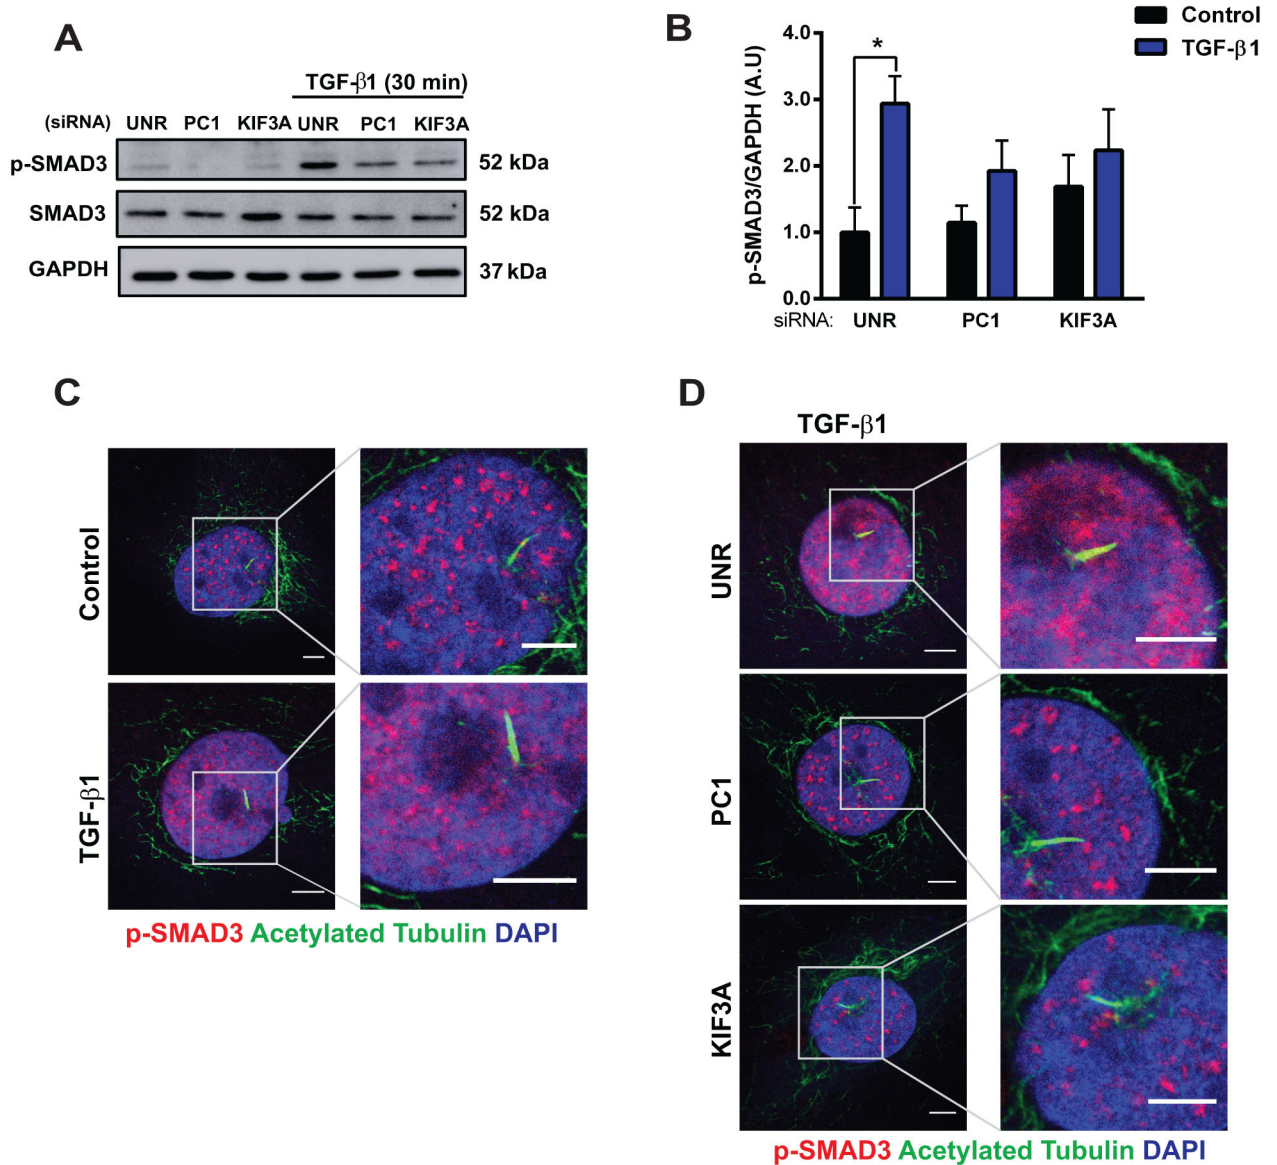 A
TGF-β1 (30 min)
(siRNA) UNR PC1 KIF3A UNR PC1 KIF3A
p-SMAD3 52 kDa
SMAD3 52 kDa
GAPDH 37 kDa
B
Control
TGF-β1
p-SMAD3/GAPDH (A.U)
4.0
3.0
2.0
1.0
0.0
*
siRNA: UNR PC1 KIF3A
C
Control
TGF-β1
p-SMAD3 Acetylated Tubulin DAPI
D
TGF-β1
UNR
PC1
KIF3A
p-SMAD3 Acetylated Tubulin DAPI